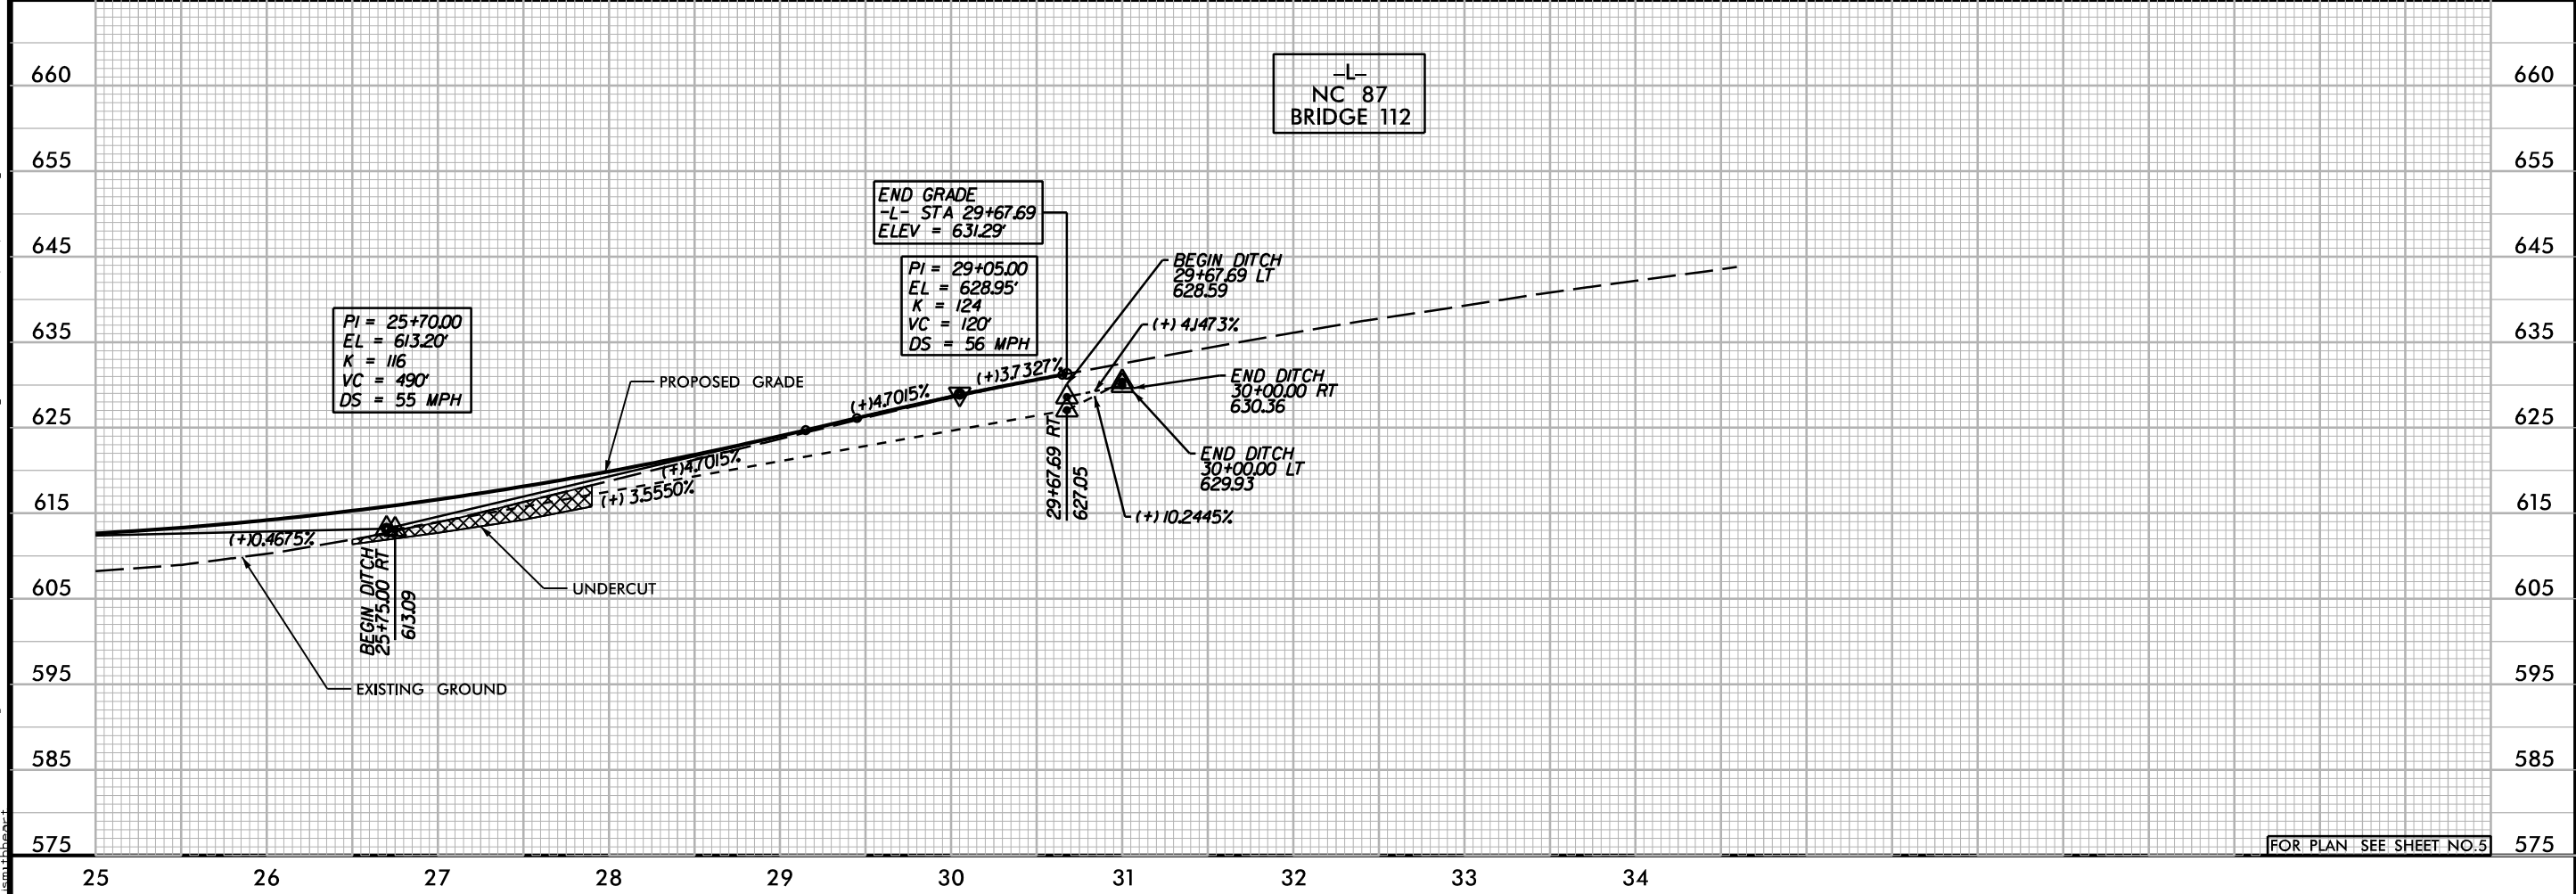 -L-
NC 87
BRIDGE 112
660
660
655
655
END GRADE
-L- STA 29+67.69
ELEV = 631.29'
645
645
BEGIN DITCH
29+67.69 LT
628.59
PI = 29+05.00
EL = 628.95'
K = 124
VC = 120'
DS = 56 MPH
PI = 25+70.00
EL = 613.20'
K = 116
VC = 490'
DS = 55 MPH
635
635
(+) 4.1473%
(+)3.7327%
PROPOSED GRADE
(+)4.7015%
END DITCH
30+00.00 RT
630.36
625
625
(+)4.7015%
END DITCH
30+00.00 LT
629.93
29+67.69 RT
627.05
(+) 3.5550%
615
615
(+) 10.2445%
(+)0.4675%
BEGIN DITCH
25+75.00 RT
613.09
605
605
UNDERCUT
595
595
EXISTING GROUND
585
585
575
575
FOR PLAN SEE SHEET NO.5
25 26 27 28 29 30 31 32 33 34